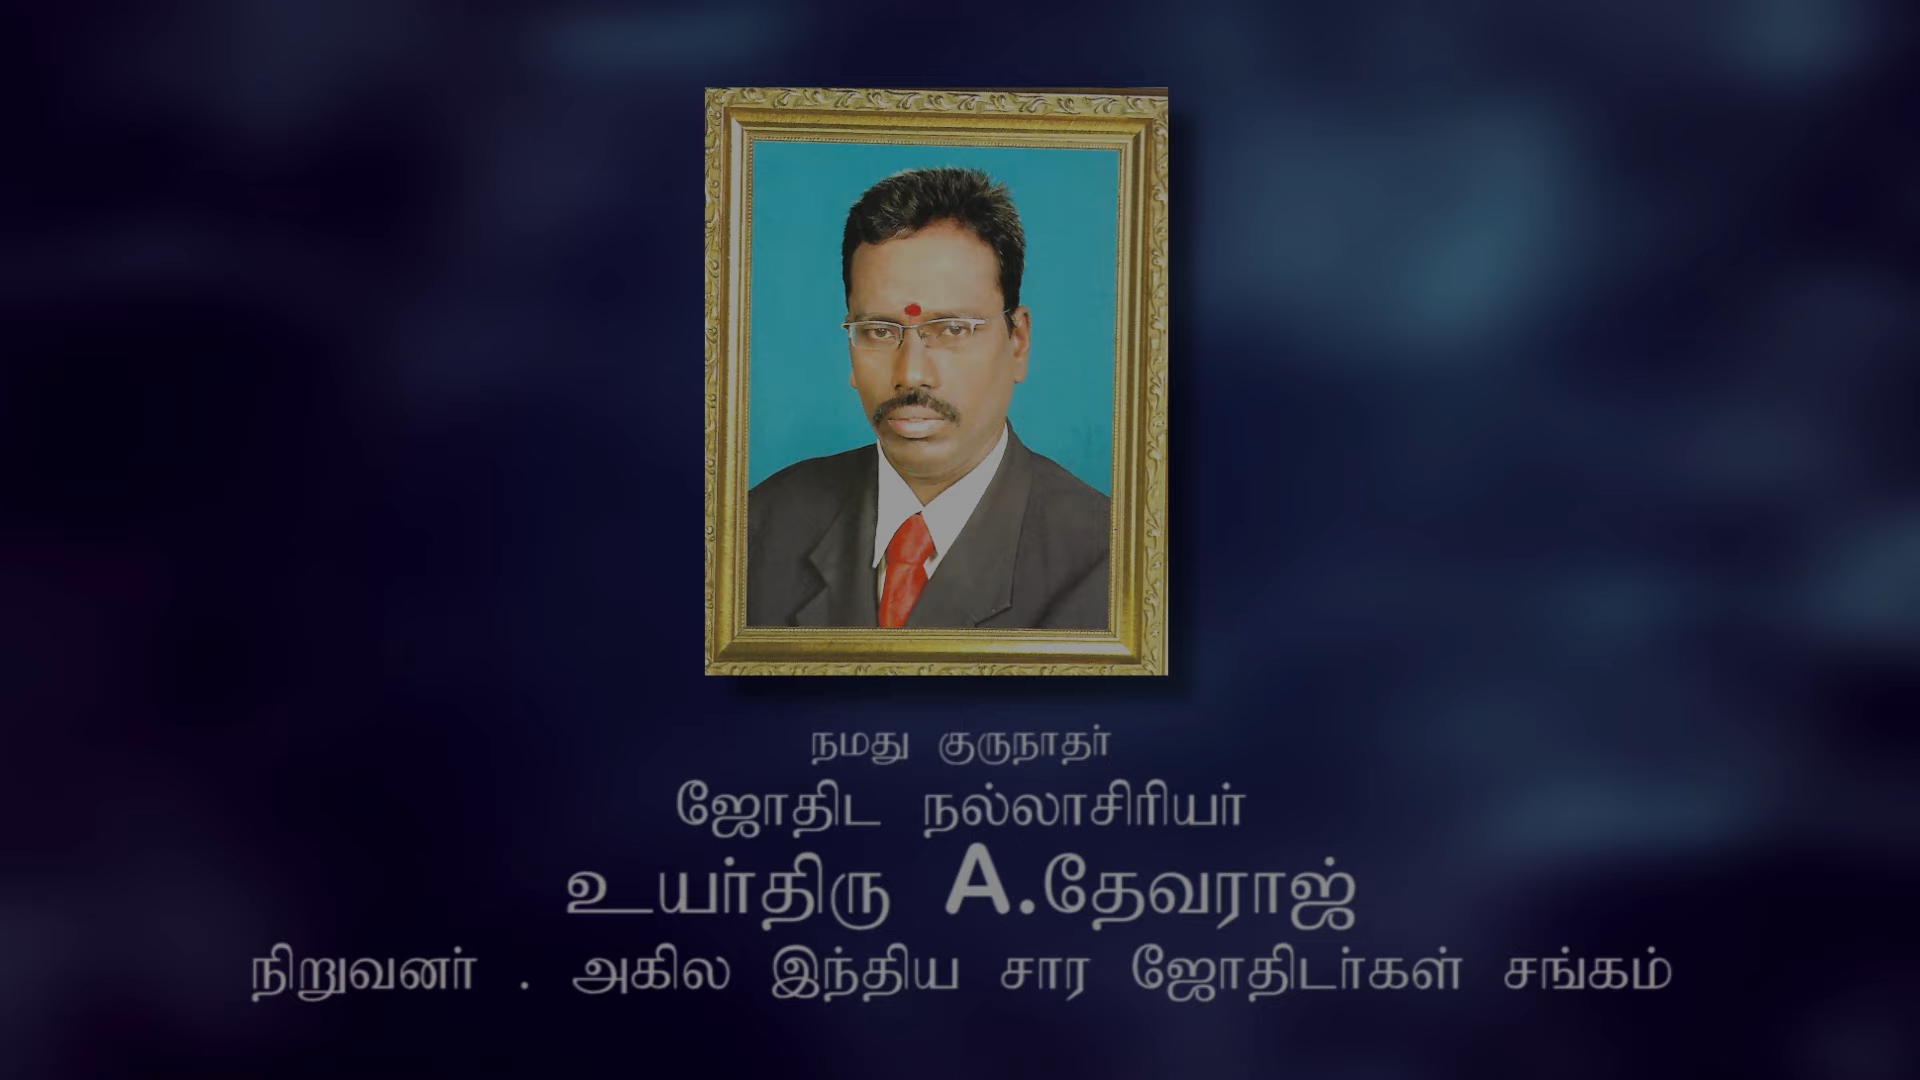 நமது குருநாதர்
ஜோதிட நல்லாசிரியர்
உயர்திரு A.தேவராஜ்
நிறுவனர் . அகில இந்திய சார ஜோதிடர்கள் சங்கம்